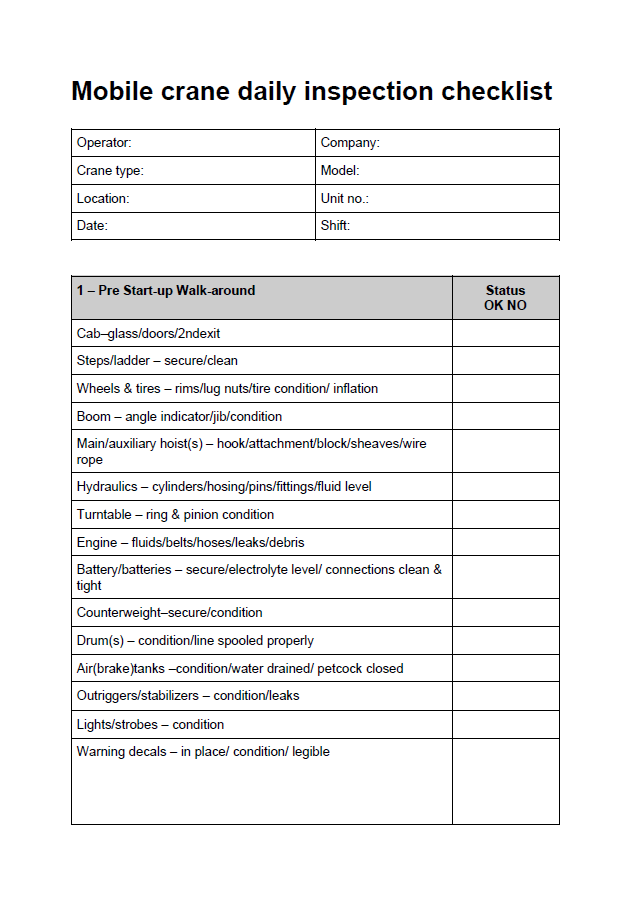 Mobile crane daily inspection checklist
Operator: Company:
Crane type: Model:
Location: Unit no.:
Date: Shift:
1 – Pre Start-up Walk-around Status
OK NO
Cab–glass/doors/2ndexit
Steps/ladder – secure/clean
Wheels & tires – rims/lug nuts/tire condition/ inflation
Boom – angle indicator/jib/condition
Main/auxiliary hoist(s) – hook/attachment/block/sheaves/wire
rope
Hydraulics – cylinders/hosing/pins/fittings/fluid level
Turntable – ring & pinion condition
Engine – fluids/belts/hoses/leaks/debris
Battery/batteries – secure/electrolyte level/ connections clean &
tight
Counterweight–secure/condition
Drum(s) – condition/line spooled properly
Air(brake)tanks –condition/water drained/ petcock closed
Outriggers/stabilizers – condition/leaks
Lights/strobes – condition
Warning decals – in place/ condition/ legible